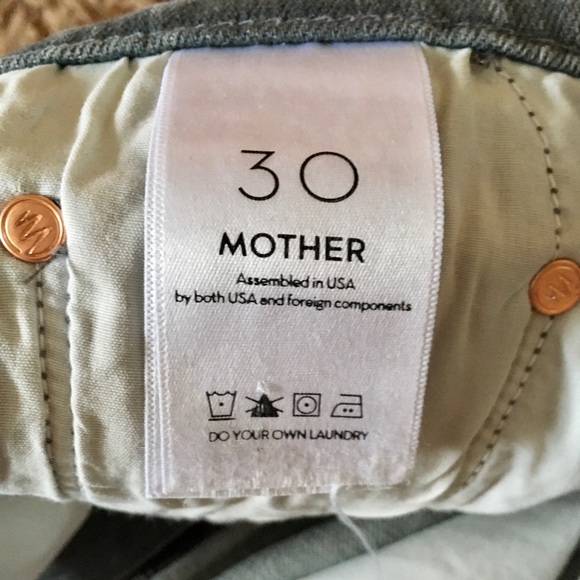 30
MOTHER
Assembled in USA
by both USA and foreign components
DO YOUR OWN LAUNDRY